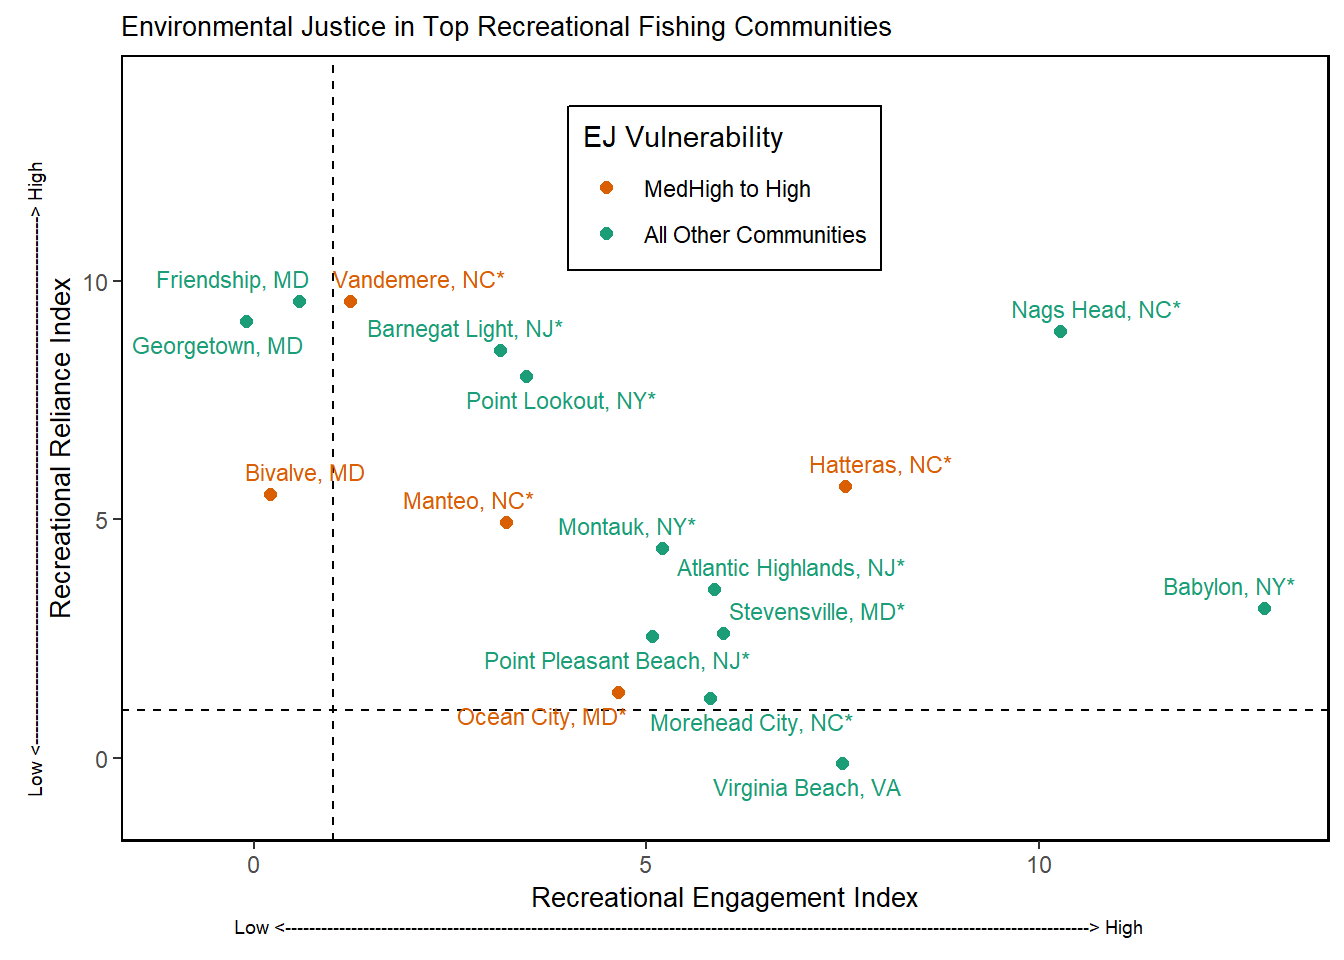 Environmental Justice in Top Recreational Fishing Communities
EJ Vulnerability
MedHigh to High
All Other Communities
Friendship, MD
Vandemere, NC*
Georgetown, MD
Barnegat Light, NJ*
Point Lookout, NY*
Nags Head, NC*
Bivalve, MD
Manteo, NC*
Hatteras, NC*
Montauk, NY*
Atlantic Highlands, NJ*
Babylon, NY*
Stevensville, MD*
Point Pleasant Beach, NJ*
Ocean City, MD*
Morehead City, NC*
Virginia Beach, VA
10
5
0
0
5
10
Recreational Reliance Index
Low <---------------------------------------------------------------------------------------> High
Recreational Engagement Index
Low <---------------------------------------------------------------------------------------------------------------------------------------> High